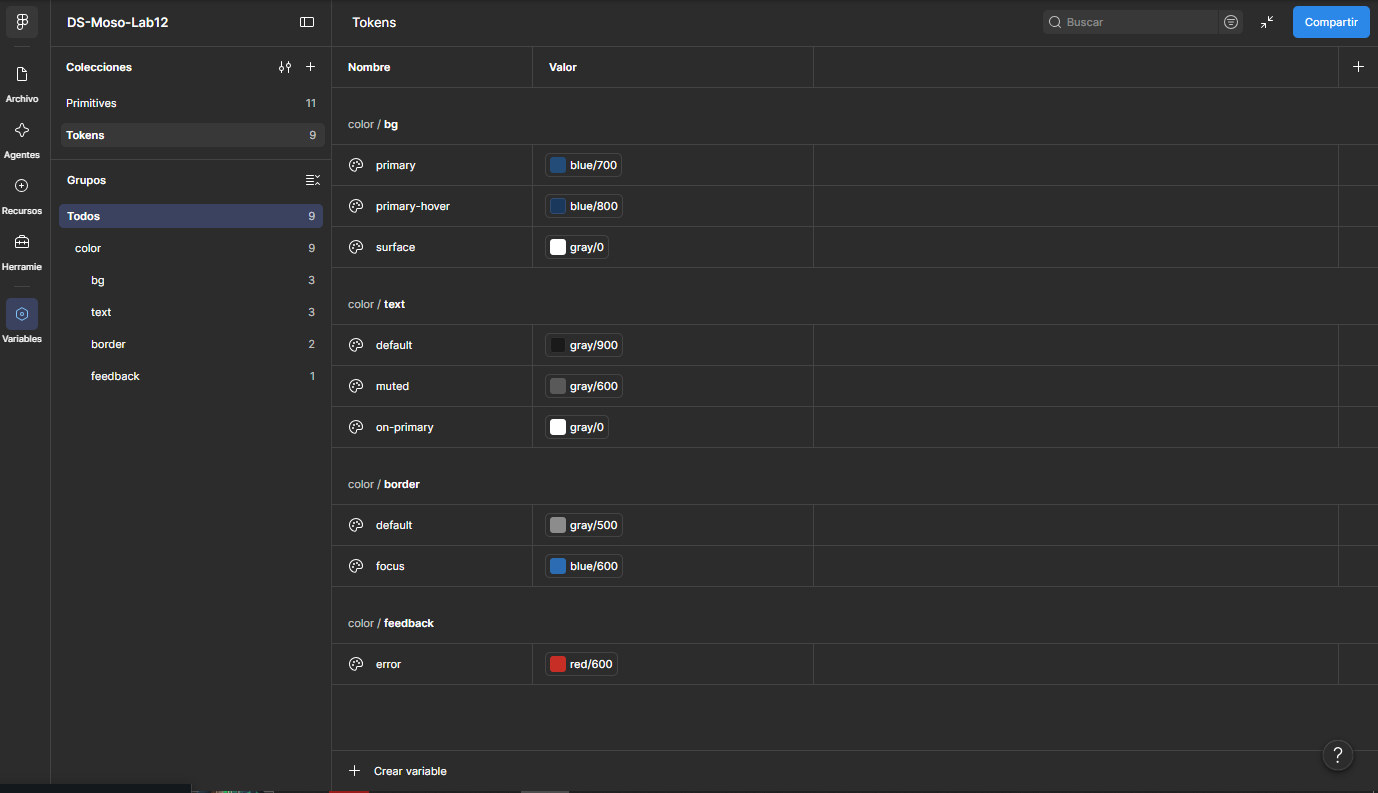 DS-Moso-Lab12
Tokens
Buscar
Compartir
Archivo
Agentes
Recursos
Herramie
Variables
Colecciones
Primitives 11
Tokens 9
Grupos
Todos 9
color 9
bg 3
text 3
border 2
feedback 1
Nombre Valor
color / bg
primary blue/700
primary-hover blue/800
surface gray/0
color / text
default gray/900
muted gray/600
on-primary gray/0
color / border
default gray/500
focus blue/600
color / feedback
error red/600
Crear variable
?